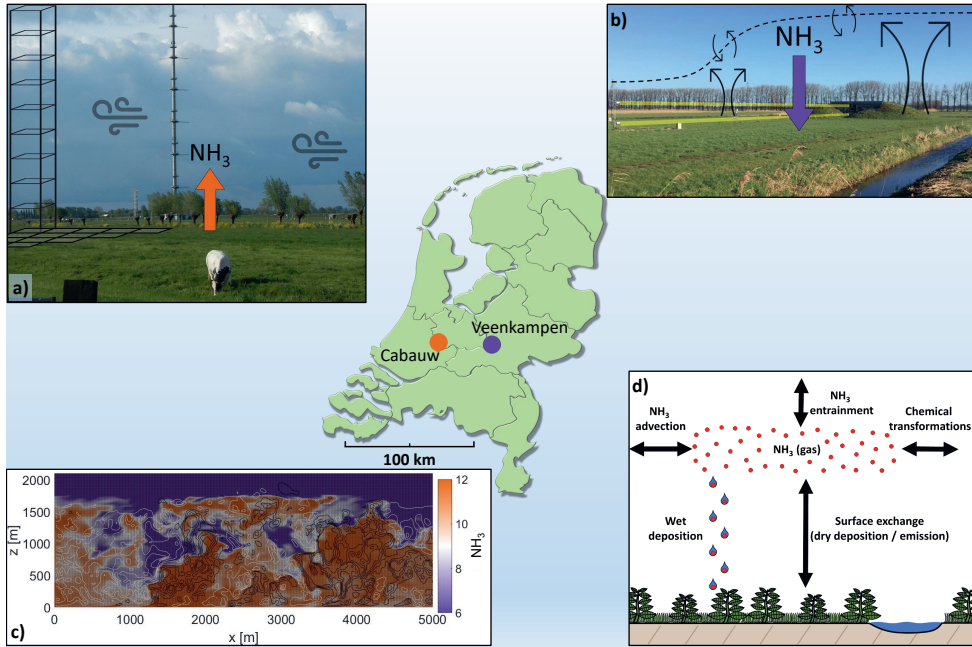 a)
NH₃
b)
NH₃
Cabauw
Veenkampen
100 km
c)
z [m]
2000
1500
1000
500
0
0
1000
2000
3000
4000
5000
x [m]
12
10
8
6
NH₃
d)
NH₃
advection
NH₃
entrainment
Chemical
transformations
NH₃ (gas)
Wet
deposition
Surface exchange
(dry deposition / emission)